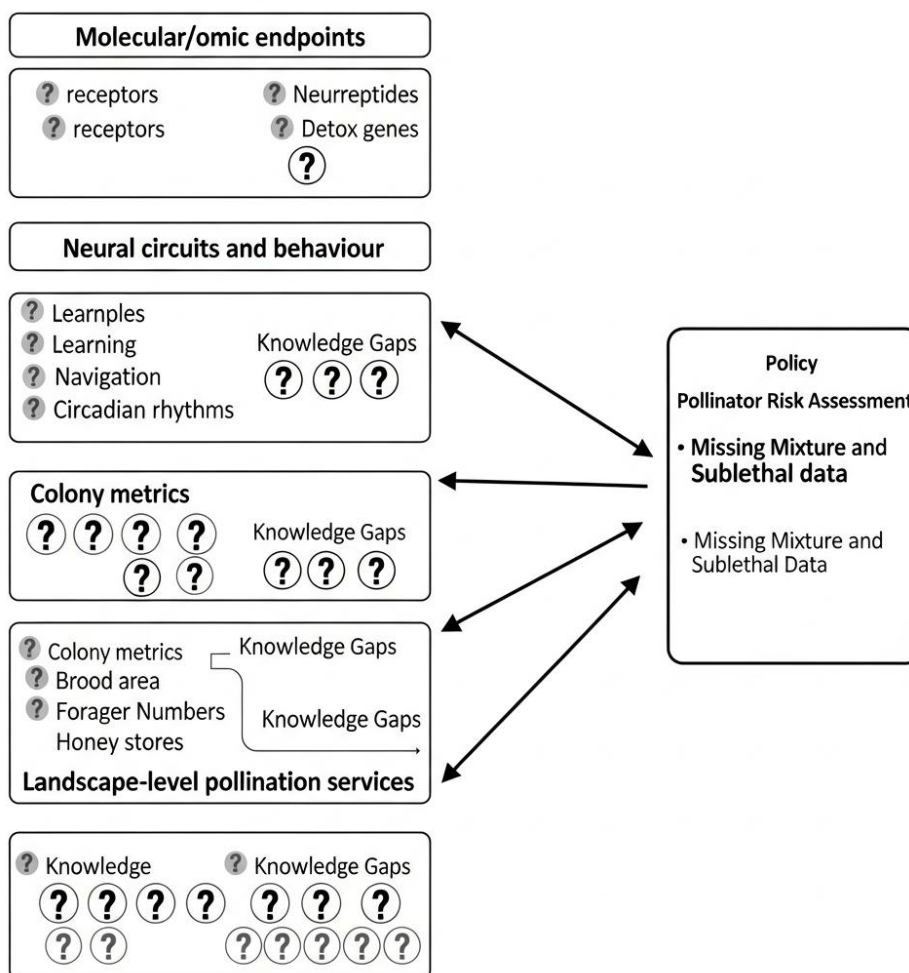 Molecular/omic endpoints
? receptors
? receptors
? Neurreptides
? Detox genes
?
Neural circuits and behaviour
? Learnples
? Learning
? Navigation
? Circadian rhythms
Knowledge Gaps
? ? ?
Colony metrics
? ? ? ?
? ?
Knowledge Gaps
? ? ?
? Colony metrics
? Brood area
? Forager Numbers
Honey stores
Knowledge Gaps
Knowledge Gaps
Landscape-level pollination services
? Knowledge
? ? ? ?
? ?
? Knowledge Gaps
? ? ?
? ? ? ? ?
Policy
Pollinator Risk Assessment
• Missing Mixture and
Sublethal data
• Missing Mixture and
Sublethal Data